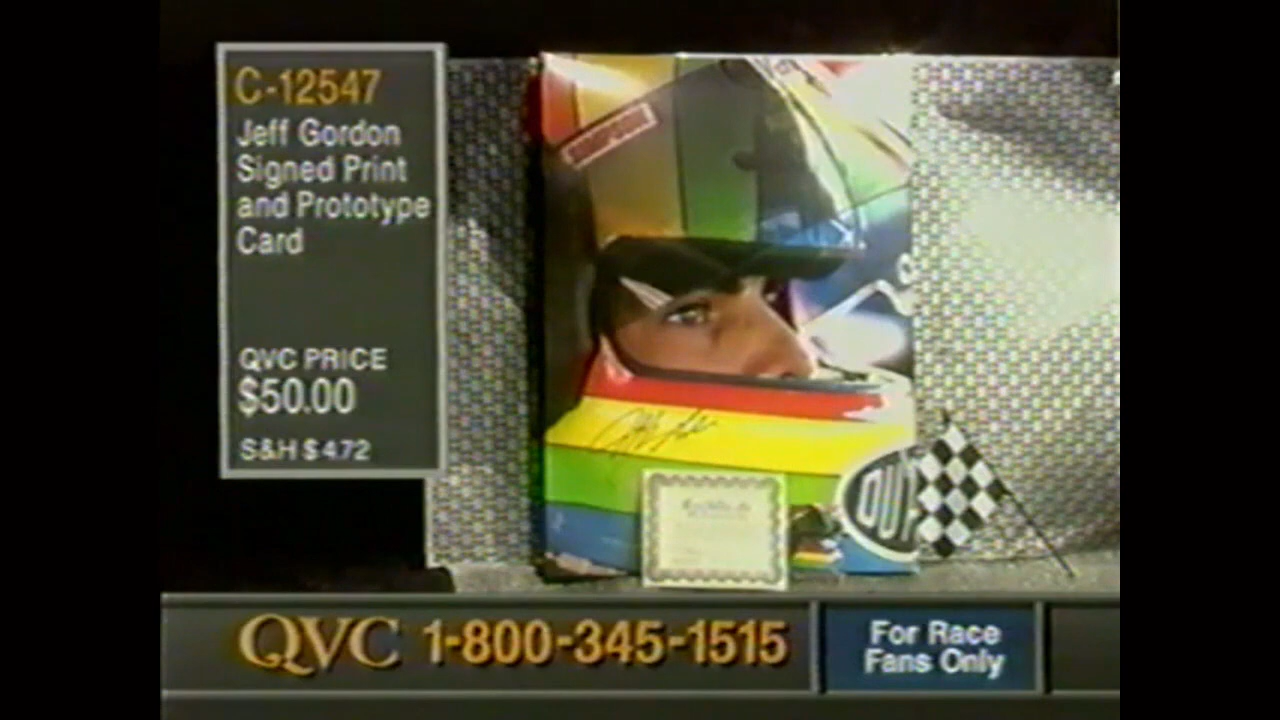 C-12547
Jeff Gordon
Signed Print
and Prototype
Card
QVC PRICE
$50.00
S&H $4.72
SIMPSON
QVC 1-800-345-1515
For Race
Fans Only